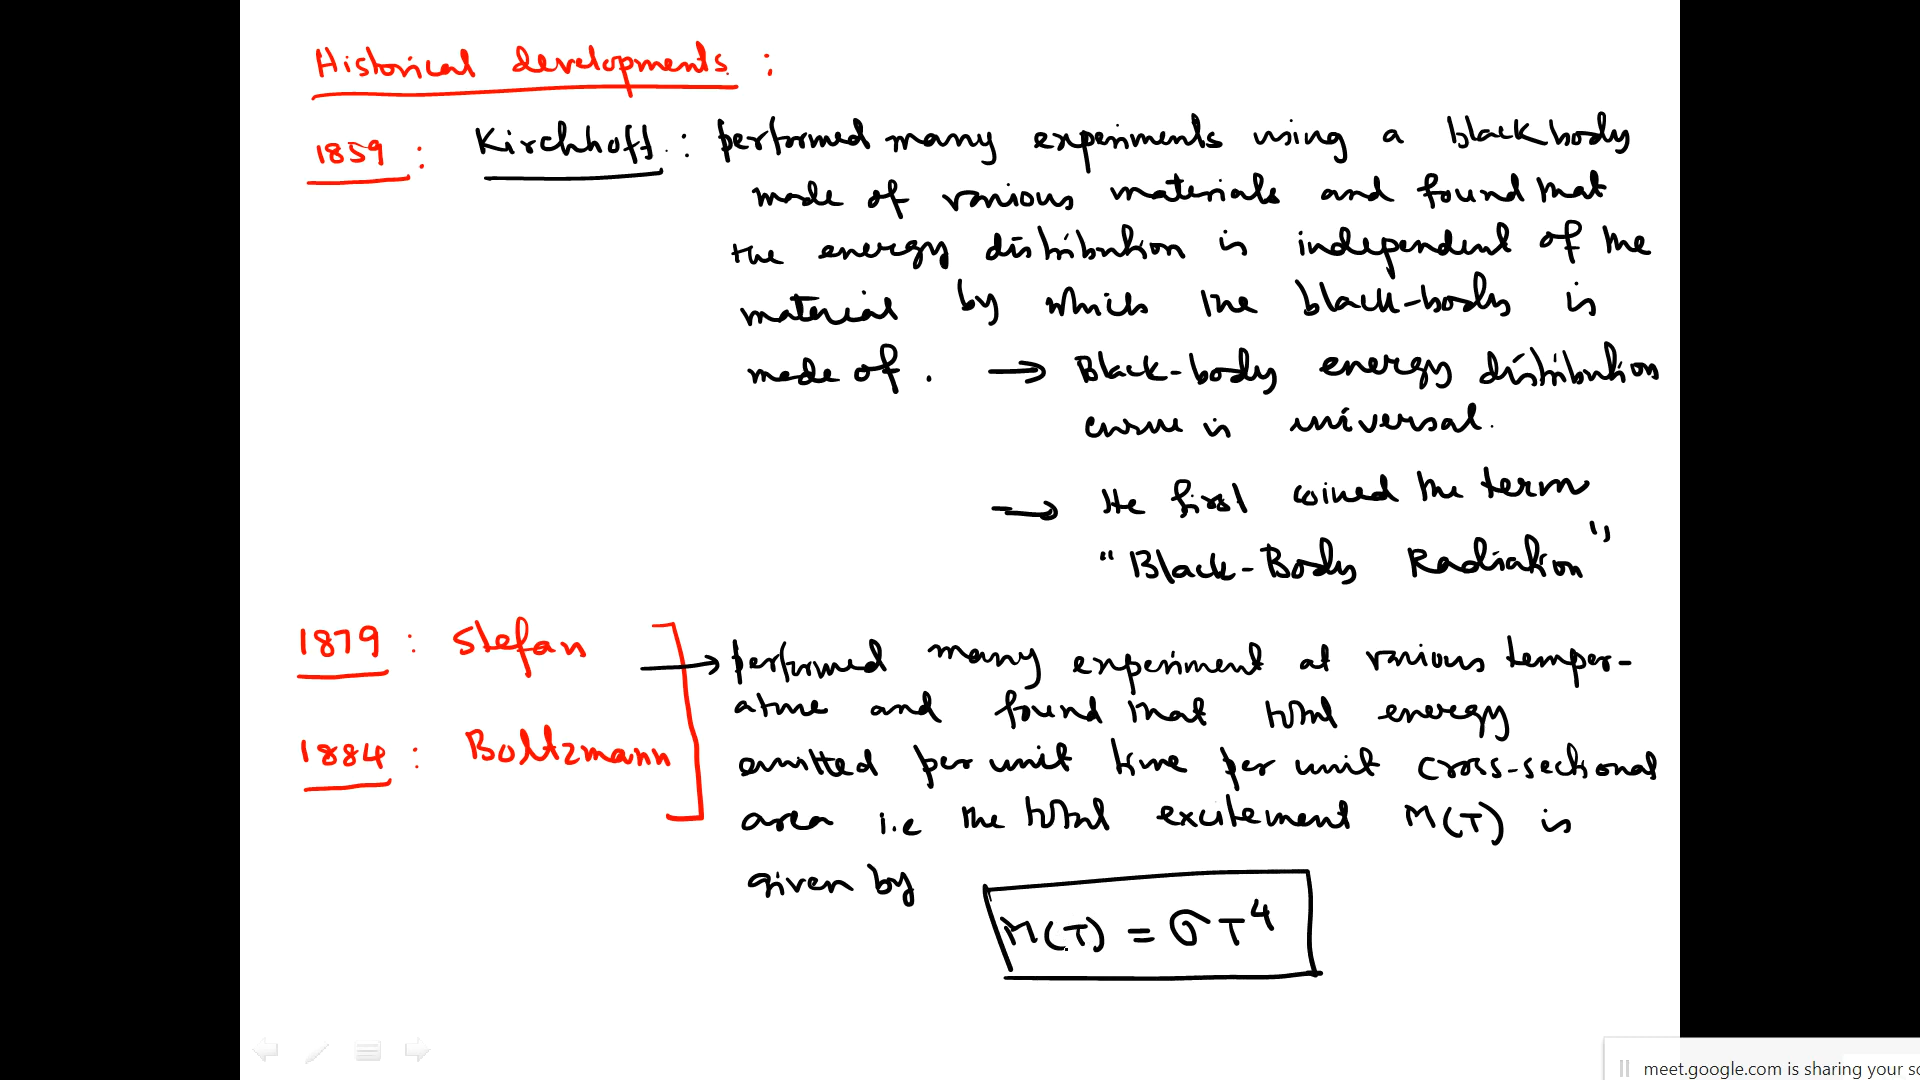 Historical developments :
1859 : Kirchhoff : performed many experiments using a blackbody
made of various materials and found that
the energy distribution is independent of the
material by which the black-body is
made of . → Black-body energy distribution
curve is universal.
→ He first coined the term
"Black-Body Radiation"
1879 : Stefan → performed many experiment at various temper-
ature and found that total energy
1884 : Boltzmann emitted per unit time per unit cross-sectional
area i.e the total excitement M(T) is
given by
M(T) = σT⁴
meet.google.com is sharing your sc